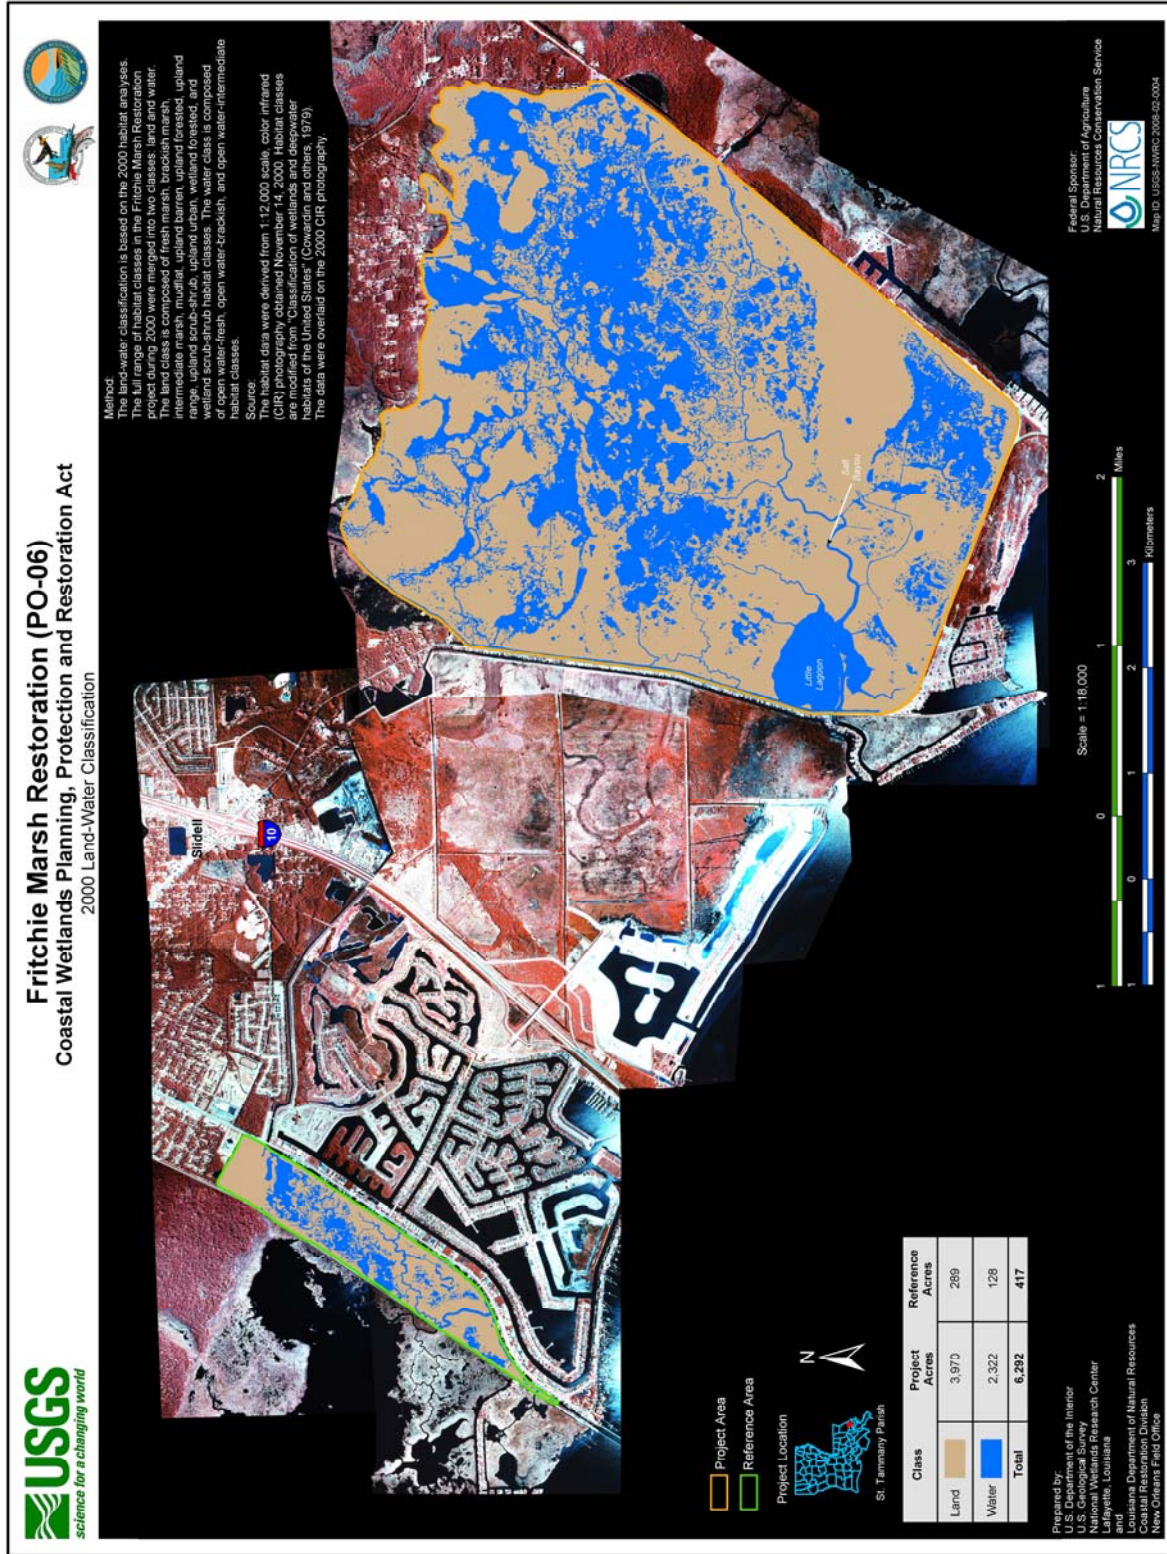 USGS
science for a changing world
Fritchie Marsh Restoration (PO-06)
Coastal Wetlands Planning, Protection and Restoration Act
2000 Land-Water Classification
Method:
The land-water classification is based on the 2000 habitat analyses.
The full range of habitat classes in the Fritchie Marsh Restoration
project during 2000 were merged into two classes: land and water.
The land class is composed of fresh marsh, brackish marsh,
intermediate marsh, mudflat, upland barren, upland forested, upland
range, upland scrub-shrub, upland urban, wetland forested, and
wetland scrub-shrub habitat classes. The water class is composed
of open water-fresh, open water-brackish, and open water-intermediate
habitat classes.
Source:
The habitat data were derived from 1:12,000 scale, color infrared
(CIR) photography obtained November 14, 2000. Habitat classes
are modified from "Classification of wetlands and deepwater
habitats of the United States" (Cowardin and others, 1979).
The data were overlaid on the 2000 CIR photography.
Slidell
10
Little
Lagoon
Salt
Bayou
Project Area
Reference Area
Project Location
St. Tammany Parish
N
Class Project Acres Reference Acres
Land 3,970 289
Water 2,322 128
Total 6,292 417
Prepared by:
U.S. Department of the Interior
U.S. Geological Survey
National Wetlands Research Center
Lafayette, Louisiana
and
Louisiana Department of Natural Resources
Coastal Restoration Division
New Orleans Field Office
Scale = 1:18,000
1 0 1 2
Miles
1 0 1 2 3
Kilometers
Federal Sponsor:
U.S. Department of Agriculture
Natural Resources Conservation Service
NRCS
Map ID: USGS-NWRC 2008-02-0004